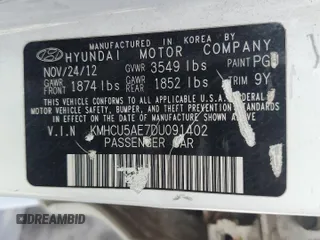 MANUFACTURED IN KOREA BY
HYUNDAI MOTOR COMPANY
NOV/24/12 GVWR 3549 lbs PAINT PG
GAWR FRONT 1874 lbs GAWR REAR 1852 lbs TRIM 9Y
THIS VEHICLE CONFORMS TO ALL APPLICABLE U.S. FEDERAL MOTOR VEHICLE SAFETY, BUMPER, AND THEFT PREVENTION STANDARDS IN EFFECT ON THE DATE OF MANUFACTURE SHOWN ABOVE.
V.I.N KMHCU5AE7DU091402
PASSENGER CAR
DREAMBID